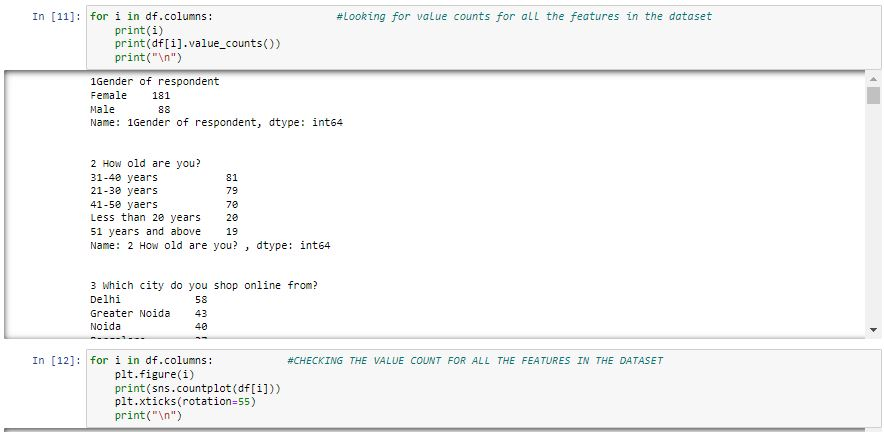 In [11]: for i in df.columns: #Looking for value counts for all the features in the dataset
print(i)
print(df[i].value_counts())
print("\n")
1Gender of respondent
Female 181
Male 88
Name: 1Gender of respondent, dtype: int64
2 How old are you?
31-40 years 81
21-30 years 79
41-50 yaers 70
Less than 20 years 20
51 years and above 19
Name: 2 How old are you? , dtype: int64
3 Which city do you shop online from?
Delhi 58
Greater Noida 43
Noida 40
In [12]: for i in df.columns: #CHECKING THE VALUE COUNT FOR ALL THE FEATURES IN THE DATASET
plt.figure(i)
print(sns.countplot(df[i]))
plt.xticks(rotation=55)
print("\n")